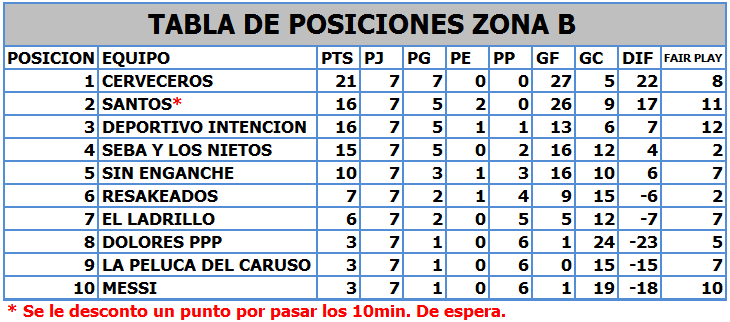 TABLA DE POSICIONES ZONA B
POSICION EQUIPO PTS PJ PG PE PP GF GC DIF FAIR PLAY
1 CERVECEROS 21 7 7 0 0 27 5 22 8
2 SANTOS* 16 7 5 2 0 26 9 17 11
3 DEPORTIVO INTENCION 16 7 5 1 1 13 6 7 12
4 SEBA Y LOS NIETOS 15 7 5 0 2 16 12 4 2
5 SIN ENGANCHE 10 7 3 1 3 16 10 6 7
6 RESAKEADOS 7 7 2 1 4 9 15 -6 2
7 EL LADRILLO 6 7 2 0 5 5 12 -7 7
8 DOLORES PPP 3 7 1 0 6 1 24 -23 5
9 LA PELUCA DEL CARUSO 3 7 1 0 6 0 15 -15 7
10 MESSI 3 7 1 0 6 1 19 -18 10
* Se le desconto un punto por pasar los 10min. De espera.